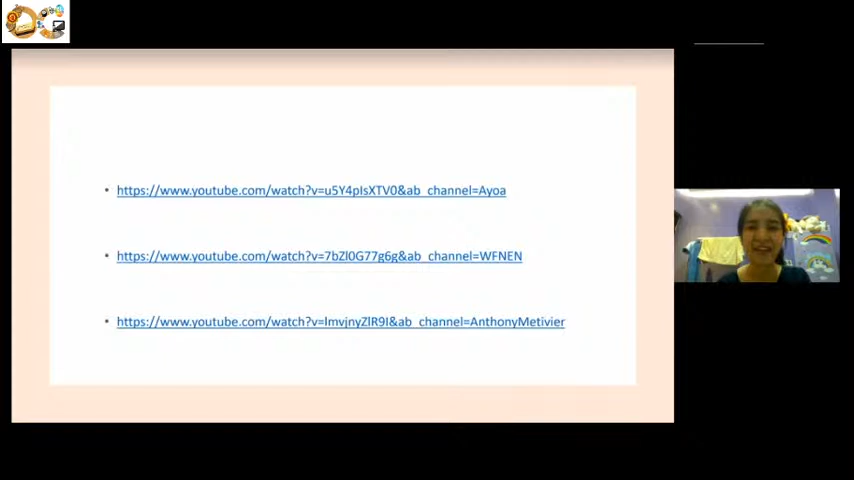 https://www.youtube.com/watch?v=u5Y4pIsXTV0&ab_channel=Ayoa
https://www.youtube.com/watch?v=7bZl0G77g6g&ab_channel=WFNEN
https://www.youtube.com/watch?v=lmvjnyZlR9I&ab_channel=AnthonyMetivier